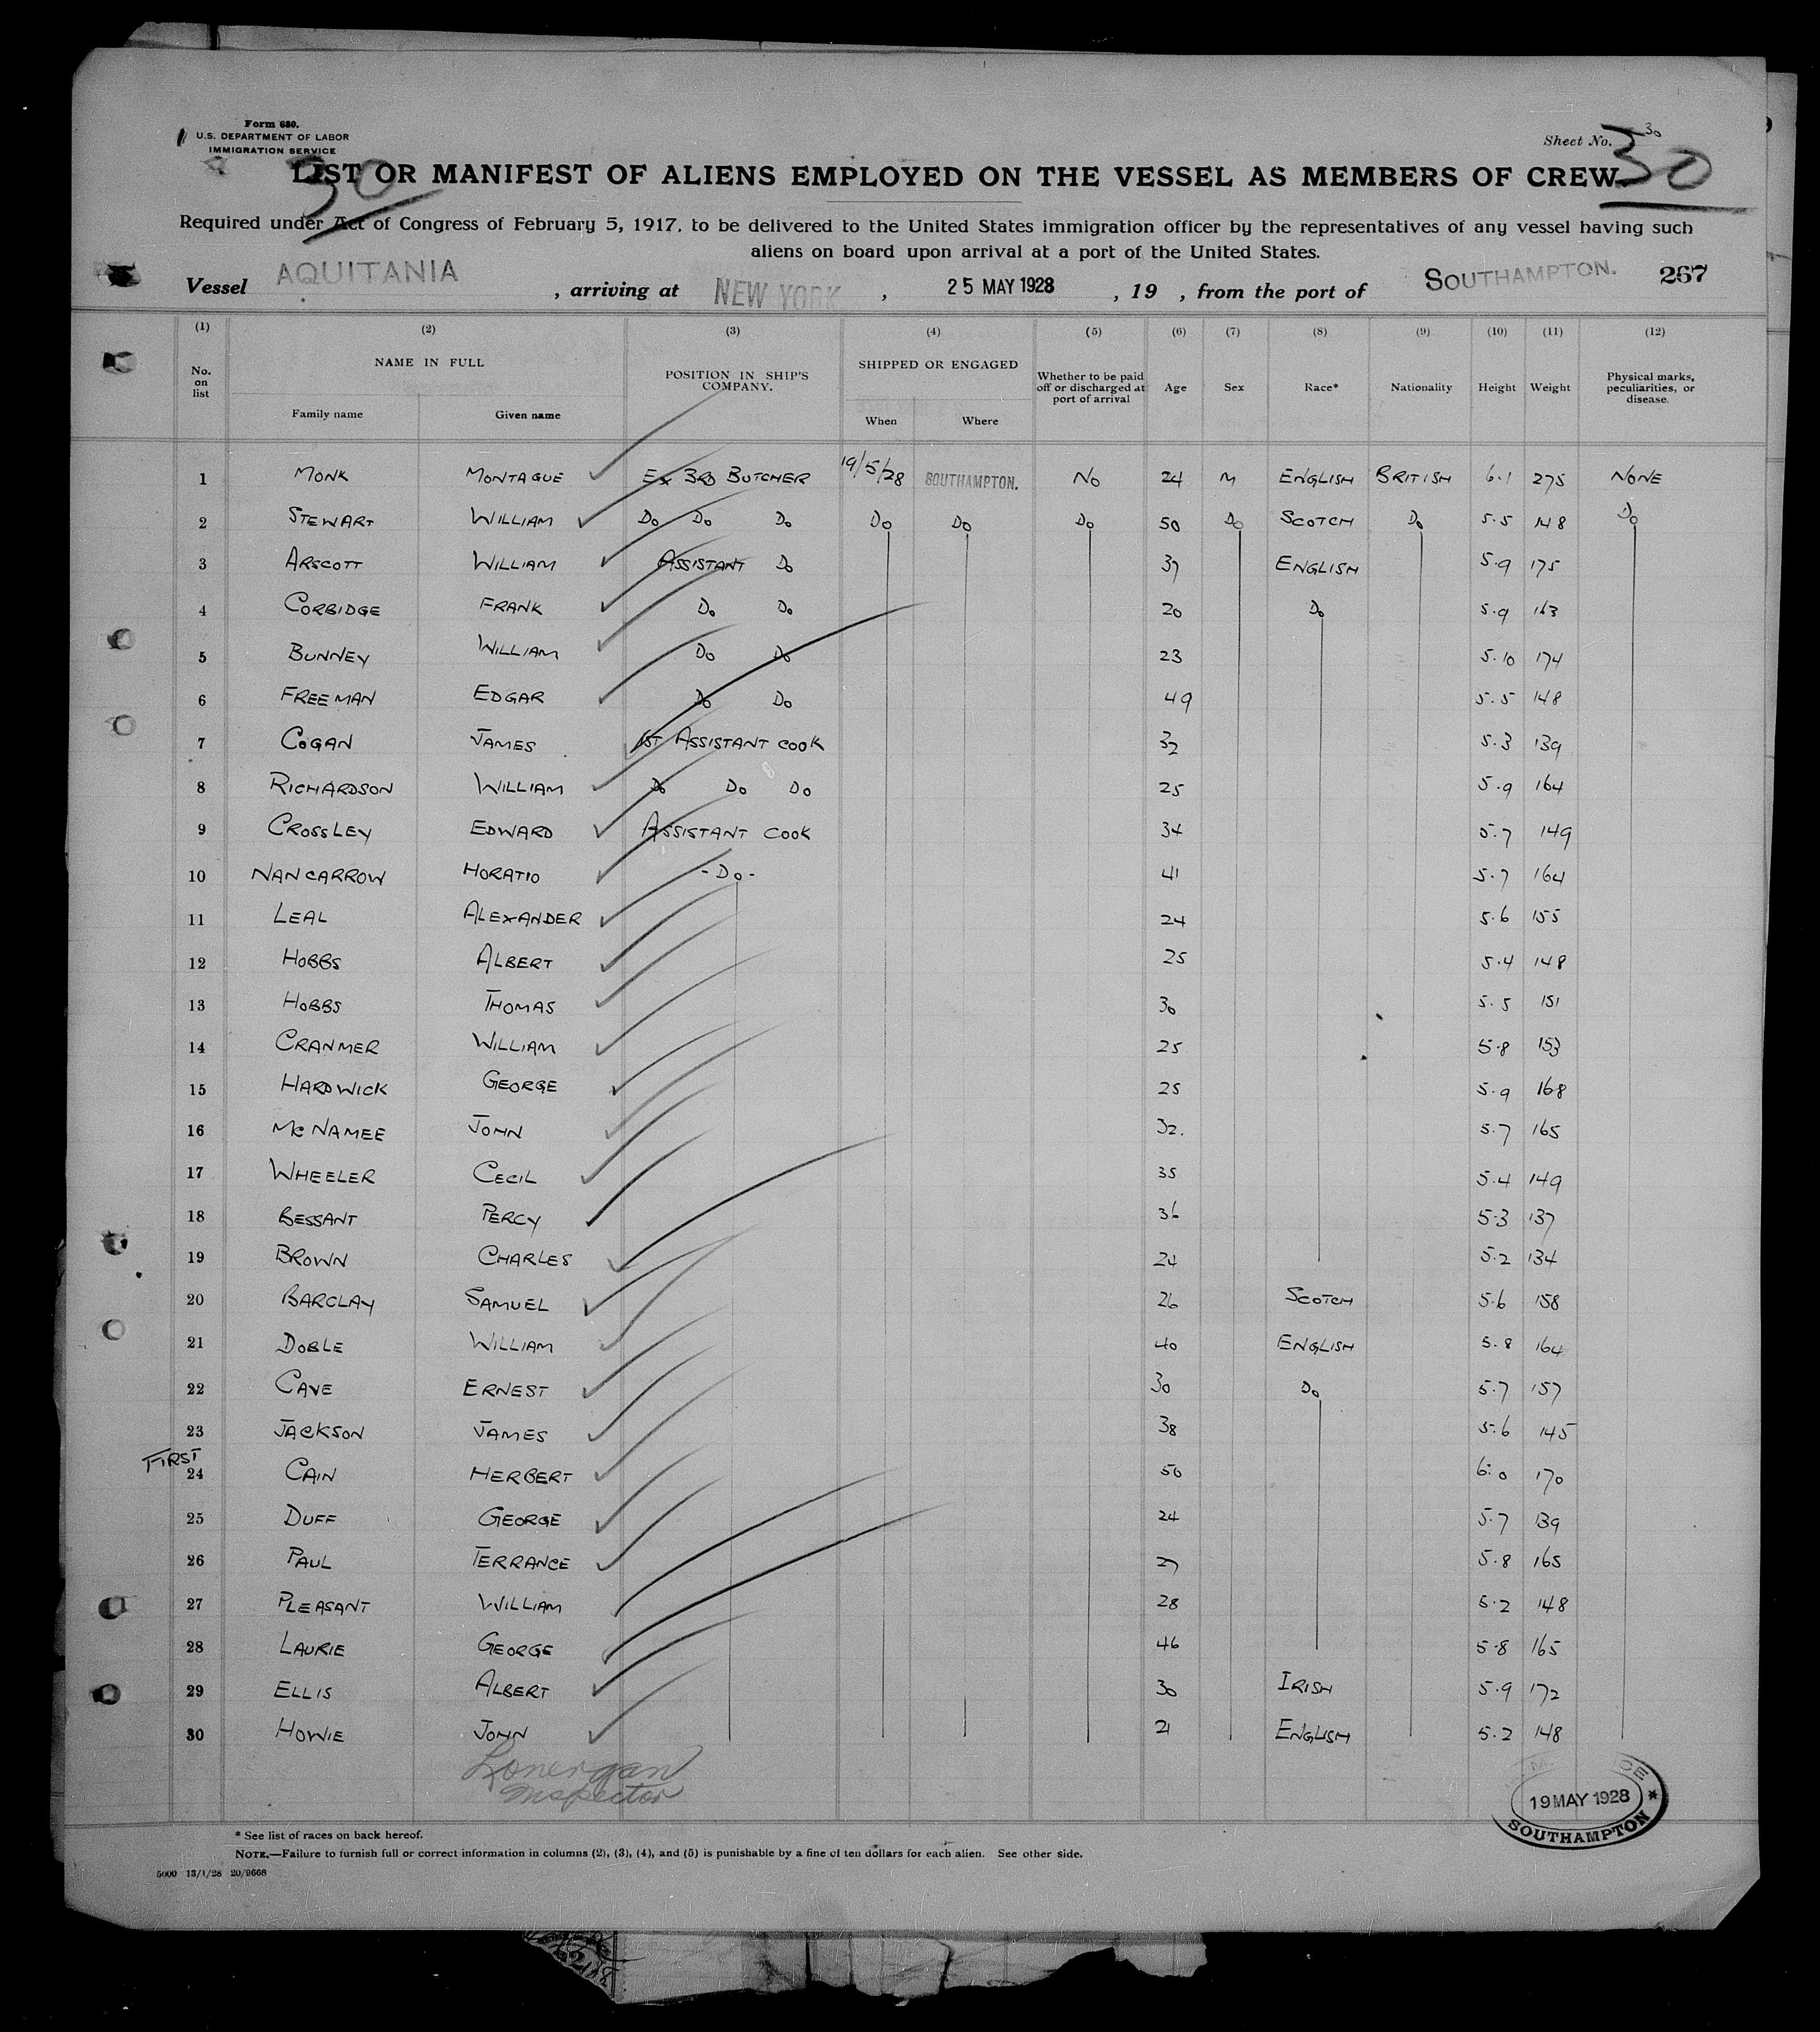 Form 680.
U.S. DEPARTMENT OF LABOR
IMMIGRATION SERVICE
30
Sheet No. 30
30
LIST OR MANIFEST OF ALIENS EMPLOYED ON THE VESSEL AS MEMBERS OF CREW
Required under Act of Congress of February 5, 1917, to be delivered to the United States immigration officer by the representatives of any vessel having such
aliens on board upon arrival at a port of the United States.
Vessel AQUITANIA , arriving at NEW YORK , 25 MAY 1928 , 19 , from the port of SOUTHAMPTON. 267
(1) (2) (3) (4) (5) (6) (7) (8) (9) (10) (11) (12)
No. on list NAME IN FULL Family name Given name POSITION IN SHIP'S COMPANY. SHIPPED OR ENGAGED When Where Whether to be paid off or discharged at port of arrival Age Sex Race* Nationality Height Weight Physical marks, peculiarities, or disease.
1 MONK MONTAGUE EX 3RD BUTCHER 19/5/28 SOUTHAMPTON. NO 24 M ENGLISH BRITISH 6.1 275 NONE
2 STEWART WILLIAM DO DO DO DO DO DO 50 DO SCOTCH DO 5.5 148 DO
3 ARSCOTT WILLIAM ASSISTANT DO 37 ENGLISH 5.9 175
4 CORBIDGE FRANK DO DO 20 DO 5.9 163
5 BUNNEY WILLIAM DO DO 23 5.10 174
6 FREEMAN EDGAR DO DO 49 5.5 148
7 COGAN JAMES 1ST ASSISTANT COOK 32 5.3 139
8 RICHARDSON WILLIAM DO DO DO 25 5.9 164
9 CROSSLEY EDWARD ASSISTANT COOK 34 5.7 149
10 NANCARROW HORATIO -DO- 41 5.7 164
11 LEAL ALEXANDER 24 5.6 155
12 HOBBS ALBERT 25 5.4 148
13 HOBBS THOMAS 30 5.5 151
14 CRANMER WILLIAM 25 5.8 153
15 HARDWICK GEORGE 25 5.9 168
16 MCNAMEE JOHN 32. 5.7 165
17 WHEELER CECIL 35 5.4 149
18 BESSANT PERCY 36 5.3 137
19 BROWN CHARLES 24 5.2 134
20 BARCLAY SAMUEL 26 SCOTCH 5.6 158
21 DOBLE WILLIAM 40 ENGLISH 5.8 164
22 CAVE ERNEST 30 DO 5.7 157
23 JACKSON JAMES 38 5.6 145
FIRST
24 CAIN HERBERT 50 6.0 170
25 DUFF GEORGE 24 5.7 139
26 PAUL TERRANCE 27 5.8 165
27 PLEASANT WILLIAM 28 5.2 148
28 LAURIE GEORGE 46 5.8 165
29 ELLIS ALBERT 30 IRISH 5.9 172
30 HOWIE JOHN 21 ENGLISH 5.2 148
Lonergan
Inspector
19 MAY 1928
SOUTHAMPTON
* See list of races on back hereof.
NOTE.—Failure to furnish full or correct information in columns (2), (3), (4), and (5) is punishable by a fine of ten dollars for each alien. See other side.
5000 13/1/28 20/9668